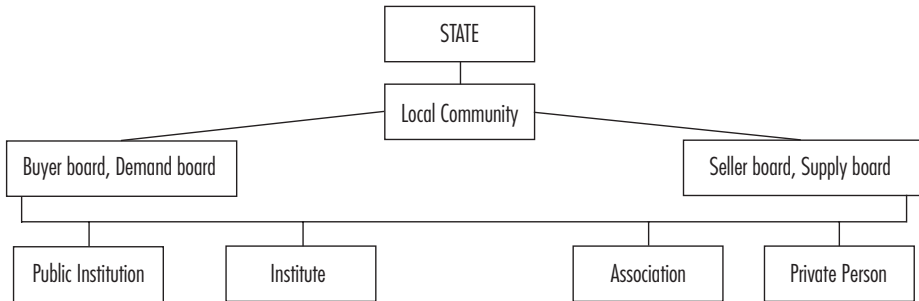 STATE
Local Community
Buyer board, Demand board
Seller board, Supply board
Public Institution
Institute
Association
Private Person